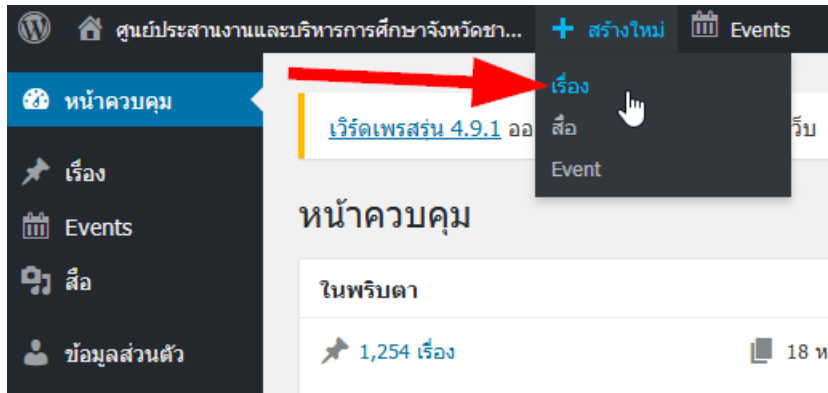 ศูนย์ประสานงานและบริหารการศึกษาจังหวัดชา... + สร้างใหม่ Events
หน้าควบคุม
เรื่อง
สื่อ
Event
เวิร์ดเพรสรุ่น 4.9.1 ออ
ว็บ
เรื่อง
Events
สื่อ
ข้อมูลส่วนตัว
หน้าควบคุม
ในพริบตา
1,254 เรื่อง
18 ห